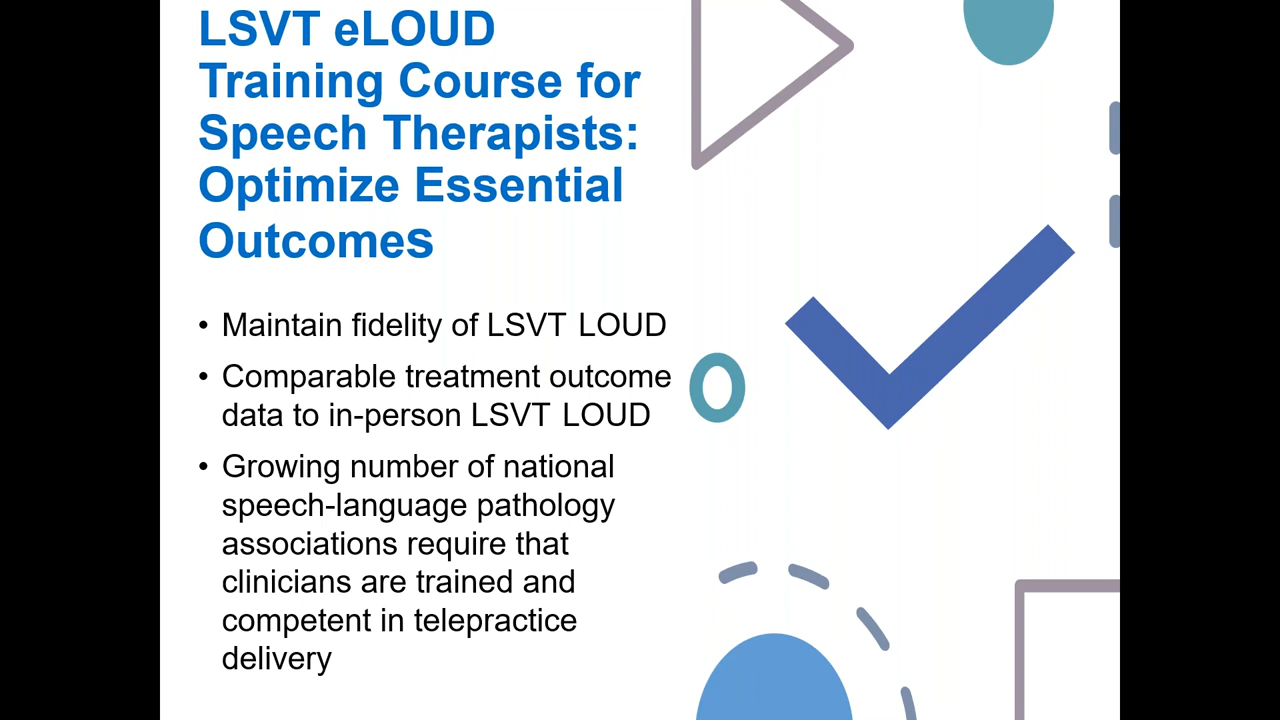 LSVT eLOUD
Training Course for
Speech Therapists:
Optimize Essential
Outcomes
• Maintain fidelity of LSVT LOUD
• Comparable treatment outcome
data to in-person LSVT LOUD
• Growing number of national
speech-language pathology
associations require that
clinicians are trained and
competent in telepractice
delivery